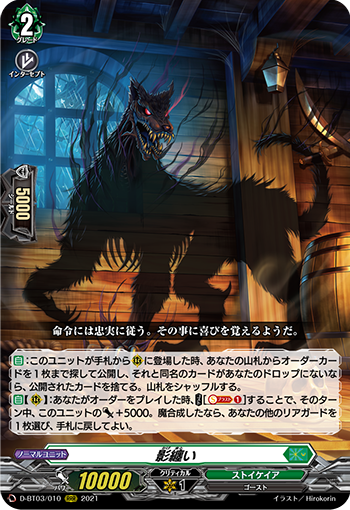 2
グレード
インターセプト
5000
シールド
命令には忠実に従う。その事に喜びを覚えるようだ。
自：このユニットが手札からRに登場した時、あなたの山札からオーダーカー
ドを１枚まで探して公開し、それと同名のカードがあなたのドロップにないな
ら、公開されたカードを捨てる。山札をシャッフルする。
自：あなたがオーダーをプレイした時、【コスト】することで、そのター
ン中、このユニットの+5000。魔合成したなら、あなたの他のリアガードを
１枚選び、手札に戻してよい。
ノーマルユニット
影纏い
パワー
10000
クリティカル
1
ストイケイア
ゴースト
D-BT03/010 RRR 2021
イラスト／Hirokorin